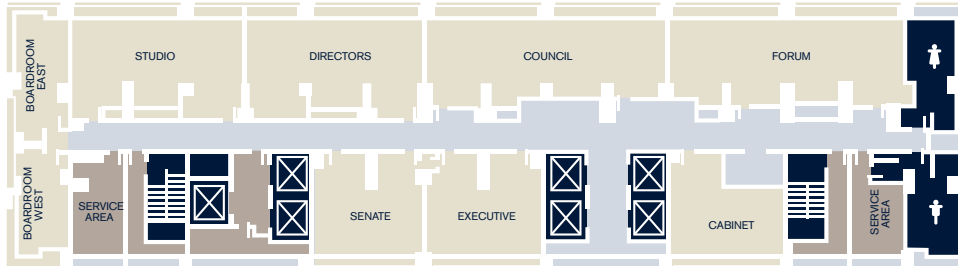 BOARDROOM
EAST
STUDIO
DIRECTORS
COUNCIL
FORUM
BOARDROOM
WEST
SERVICE
AREA
SENATE
EXECUTIVE
CABINET
SERVICE
AREA